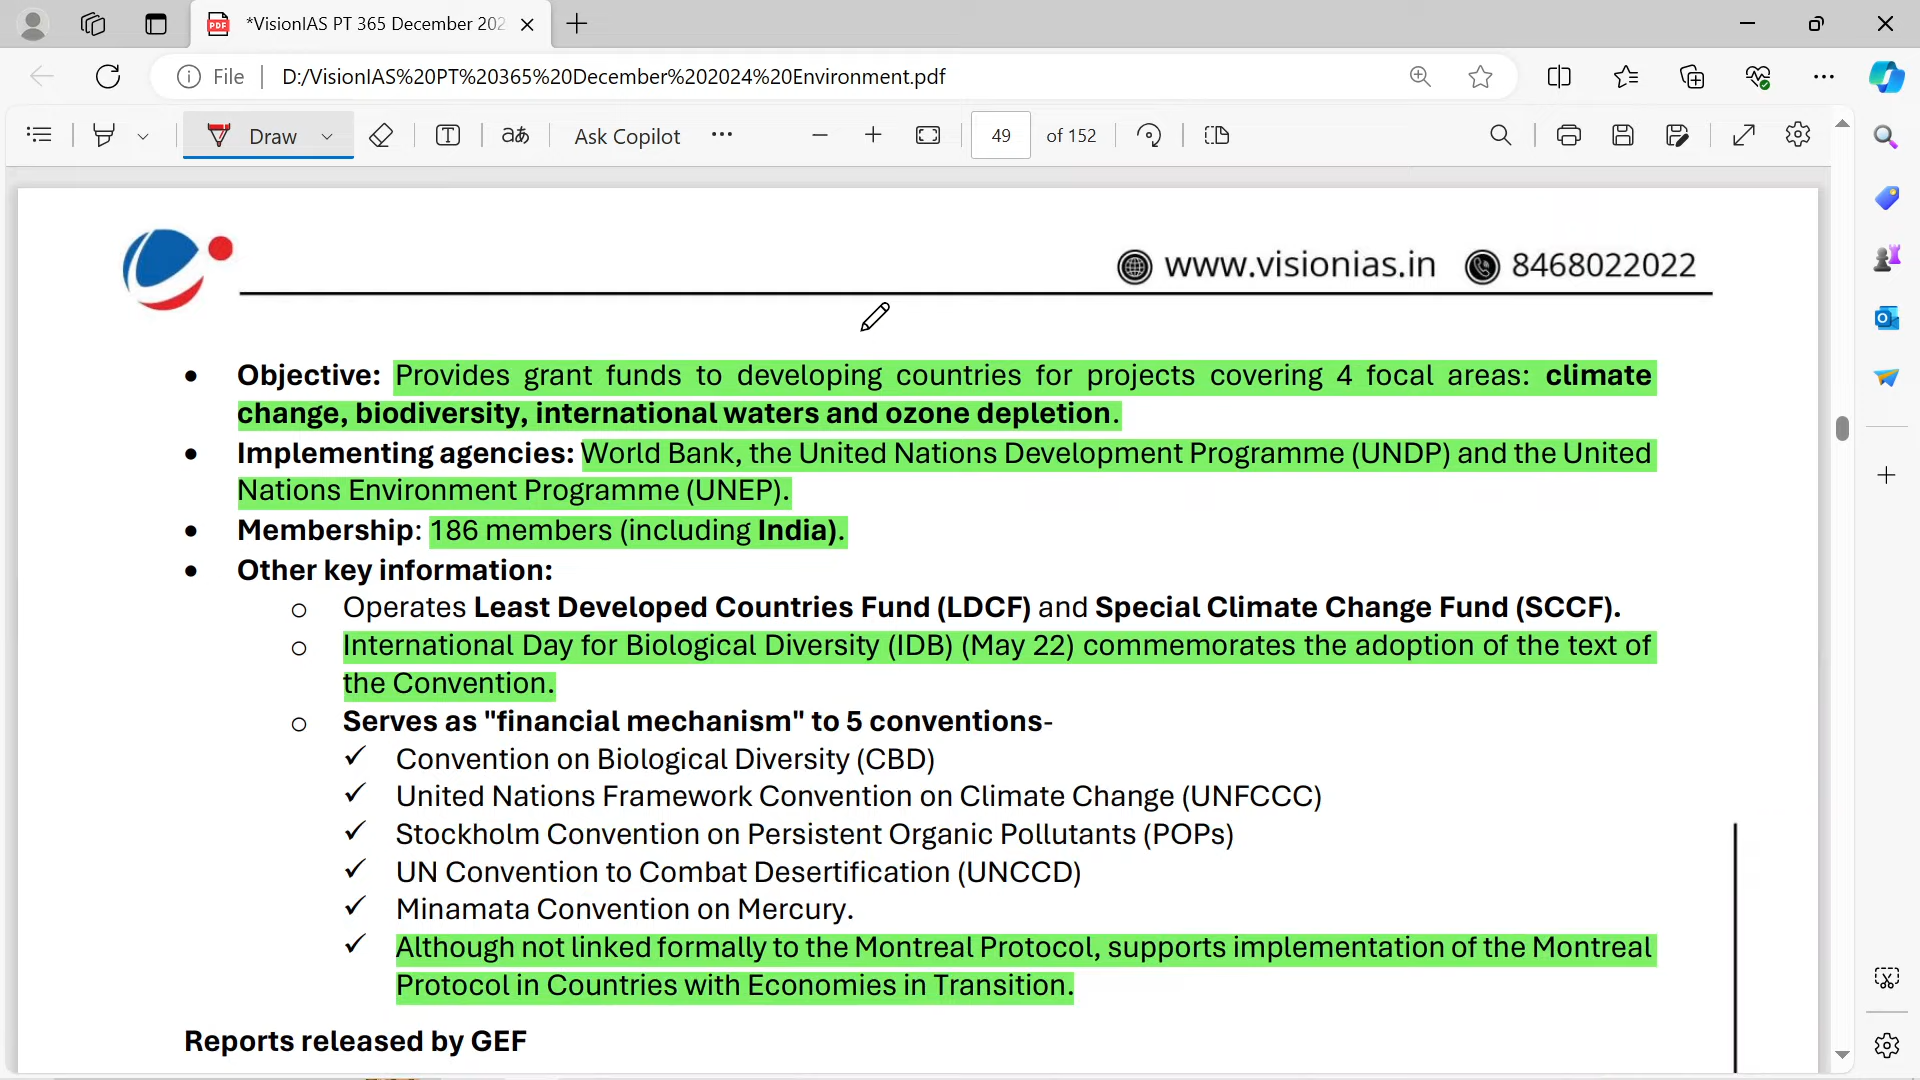 *VisionIAS PT 365 December 202
File
D:/VisionIAS%20PT%20365%20December%202024%20Environment.pdf
Draw
aあ
Ask Copilot
49 of 152
www.visionias.in 8468022022
• Objective: Provides grant funds to developing countries for projects covering 4 focal areas: climate
change, biodiversity, international waters and ozone depletion.
• Implementing agencies: World Bank, the United Nations Development Programme (UNDP) and the United
Nations Environment Programme (UNEP).
• Membership: 186 members (including India).
• Other key information:
o Operates Least Developed Countries Fund (LDCF) and Special Climate Change Fund (SCCF).
o International Day for Biological Diversity (IDB) (May 22) commemorates the adoption of the text of
the Convention.
o Serves as "financial mechanism" to 5 conventions-
✓ Convention on Biological Diversity (CBD)
✓ United Nations Framework Convention on Climate Change (UNFCCC)
✓ Stockholm Convention on Persistent Organic Pollutants (POPs)
✓ UN Convention to Combat Desertification (UNCCD)
✓ Minamata Convention on Mercury.
✓ Although not linked formally to the Montreal Protocol, supports implementation of the Montreal
Protocol in Countries with Economies in Transition.
Reports released by GEF